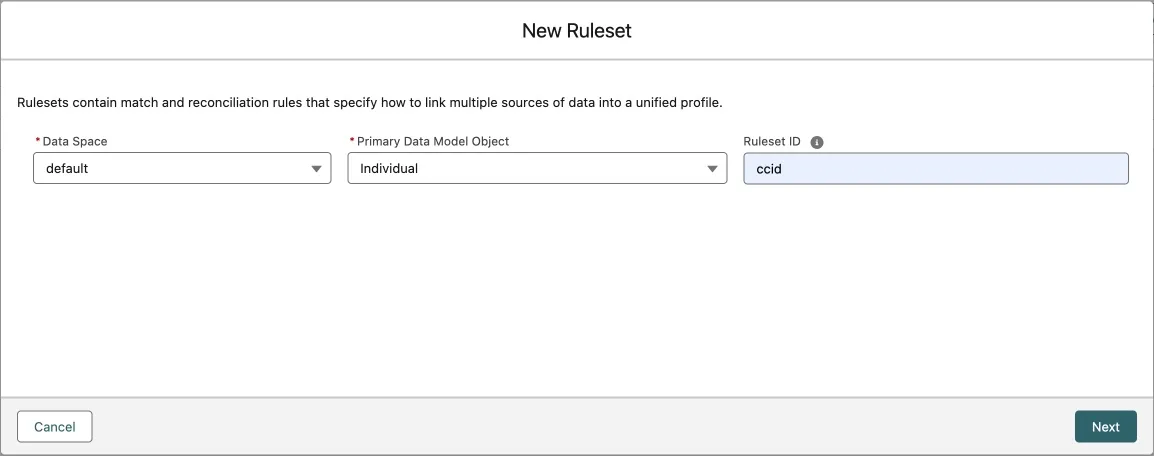 New Ruleset
Rulesets contain match and reconciliation rules that specify how to link multiple sources of data into a unified profile.
* Data Space
* Primary Data Model Object
Ruleset ID
default
Individual
ccid
Cancel
Next